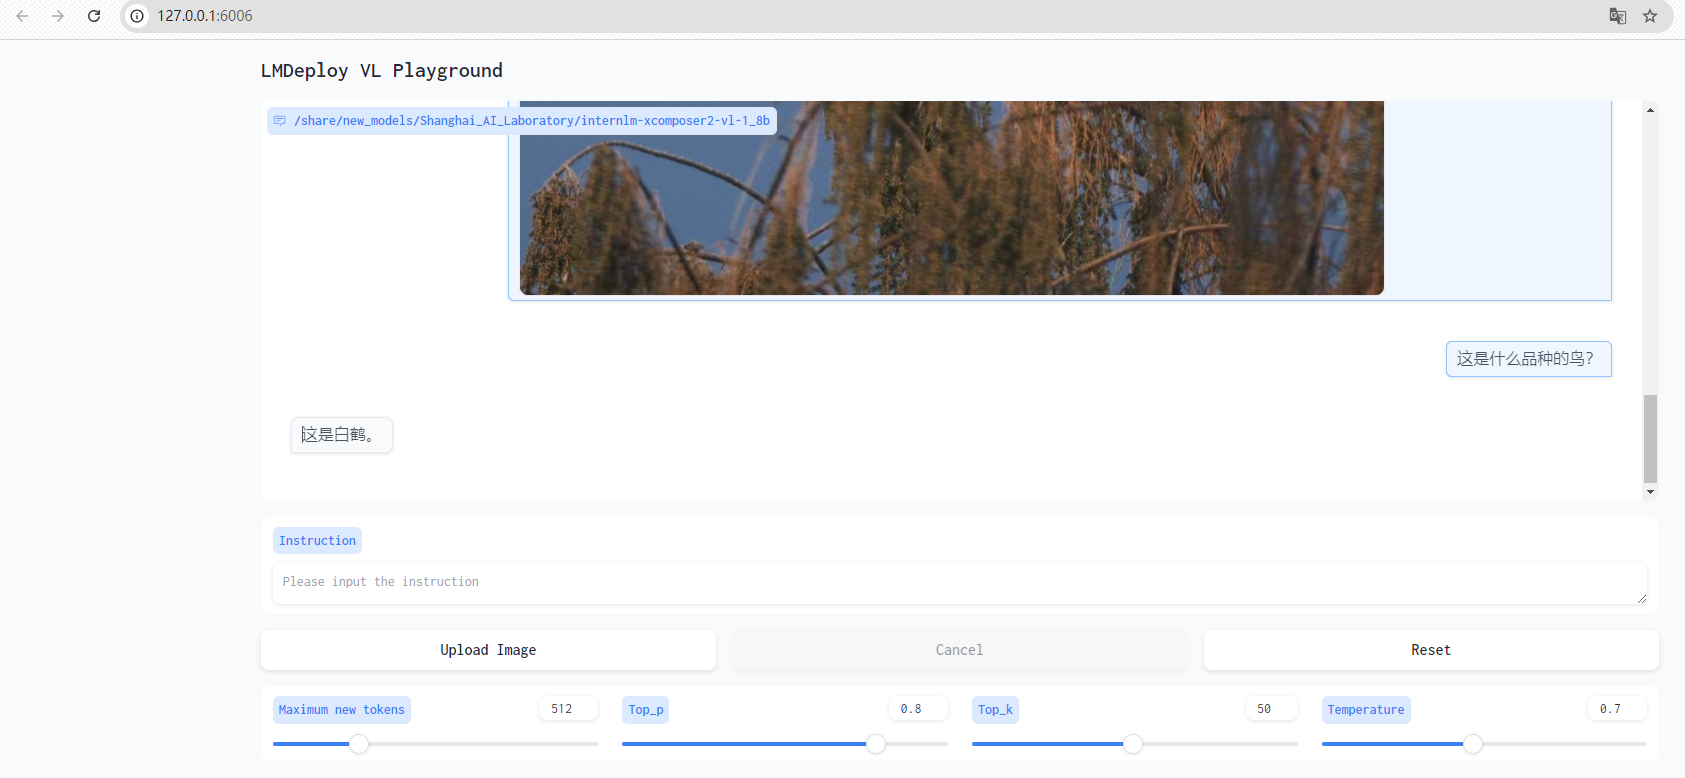 127.0.0.1:6006
LMDeploy VL Playground
/share/new_models/Shanghai_AI_Laboratory/internlm-xcomposer2-vl-1_8b
这是什么品种的鸟?
这是白鹤。
Instruction
Please input the instruction
Upload Image Cancel Reset
Maximum new tokens 512 Top_p 0.8 Top_k 50 Temperature 0.7